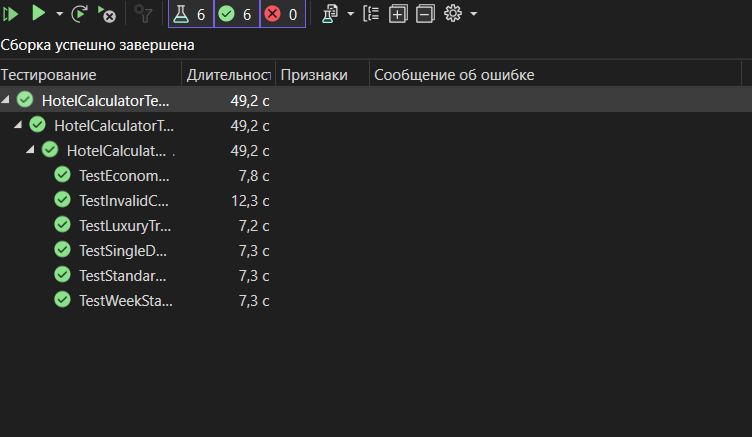 6 6 0
Сборка успешно завершена
Тестирование Длительност Признаки Сообщение об ошибке
HotelCalculatorTe... 49,2 с
HotelCalculatorT... 49,2 с
HotelCalculat... 49,2 с
TestEconom... 7,8 с
TestInvalidC... 12,3 с
TestLuxuryTr... 7,2 с
TestSingleD... 7,3 с
TestStandar... 7,3 с
TestWeekSta... 7,3 с